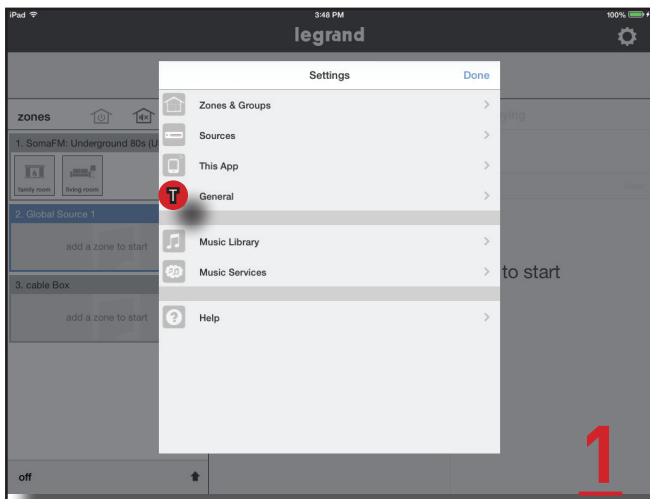 iPad 3:48 PM 100%
legrand
Settings Done
zones
Zones & Groups
ying
1. SomaFM: Underground 80s (U
Sources
This App
family room living room
T General
2. Global Source 1
add a zone to start
Music Library
Music Services
to start
3. cable Box
add a zone to start
? Help
off
1